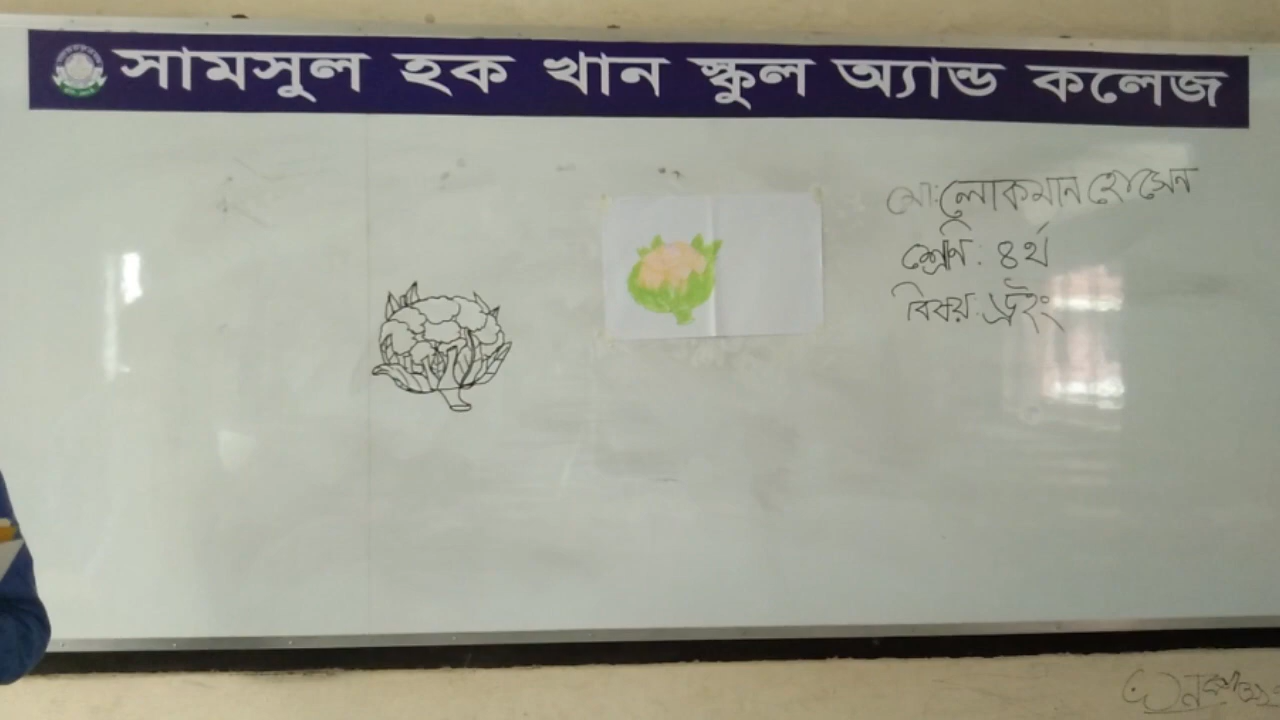 সামসুল হক খান স্কুল অ্যান্ড কলেজ
মো:লোকমান হোসেন
শ্রেণি: ৪র্থ
বিষয়: ড্রইং